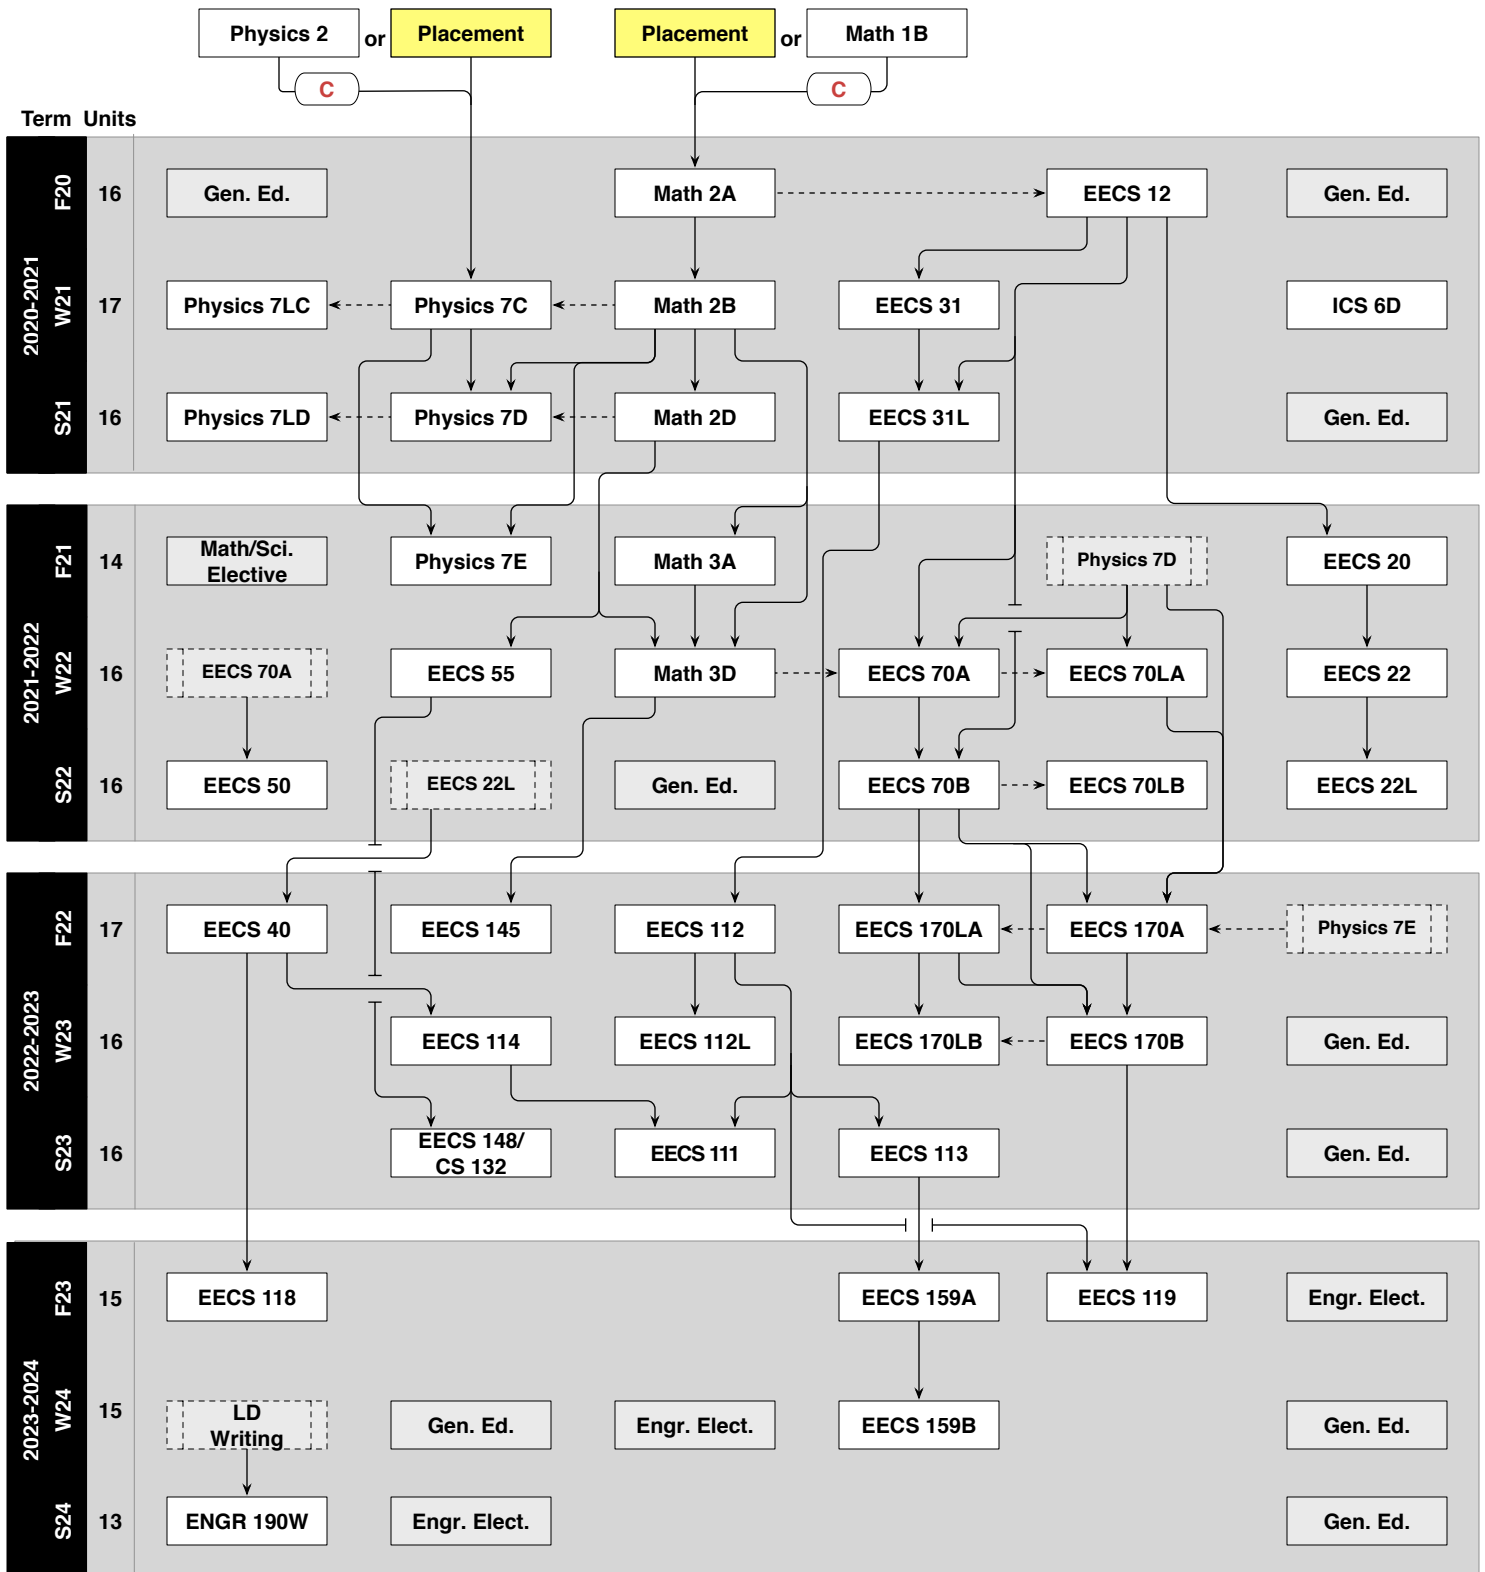 Physics 2 or Placement Placement or Math 1B
C C
Term Units
2020-2021
F20 16 Gen. Ed. Math 2A EECS 12 Gen. Ed.
W21 17 Physics 7LC Physics 7C Math 2B EECS 31 ICS 6D
S21 16 Physics 7LD Physics 7D Math 2D EECS 31L Gen. Ed.
2021-2022
F21 14 Math/Sci. Elective Physics 7E Math 3A Physics 7D EECS 20
W22 16 EECS 70A EECS 55 Math 3D EECS 70A EECS 70LA EECS 22
S22 16 EECS 50 EECS 22L Gen. Ed. EECS 70B EECS 70LB EECS 22L
2022-2023
F22 17 EECS 40 EECS 145 EECS 112 EECS 170LA EECS 170A Physics 7E
W23 16 EECS 114 EECS 112L EECS 170LB EECS 170B Gen. Ed.
S23 16 EECS 148/ CS 132 EECS 111 EECS 113 Gen. Ed.
2023-2024
F23 15 EECS 118 EECS 159A EECS 119 Engr. Elect.
W24 15 LD Writing Gen. Ed. Engr. Elect. EECS 159B Gen. Ed.
S24 13 ENGR 190W Engr. Elect. Gen. Ed.